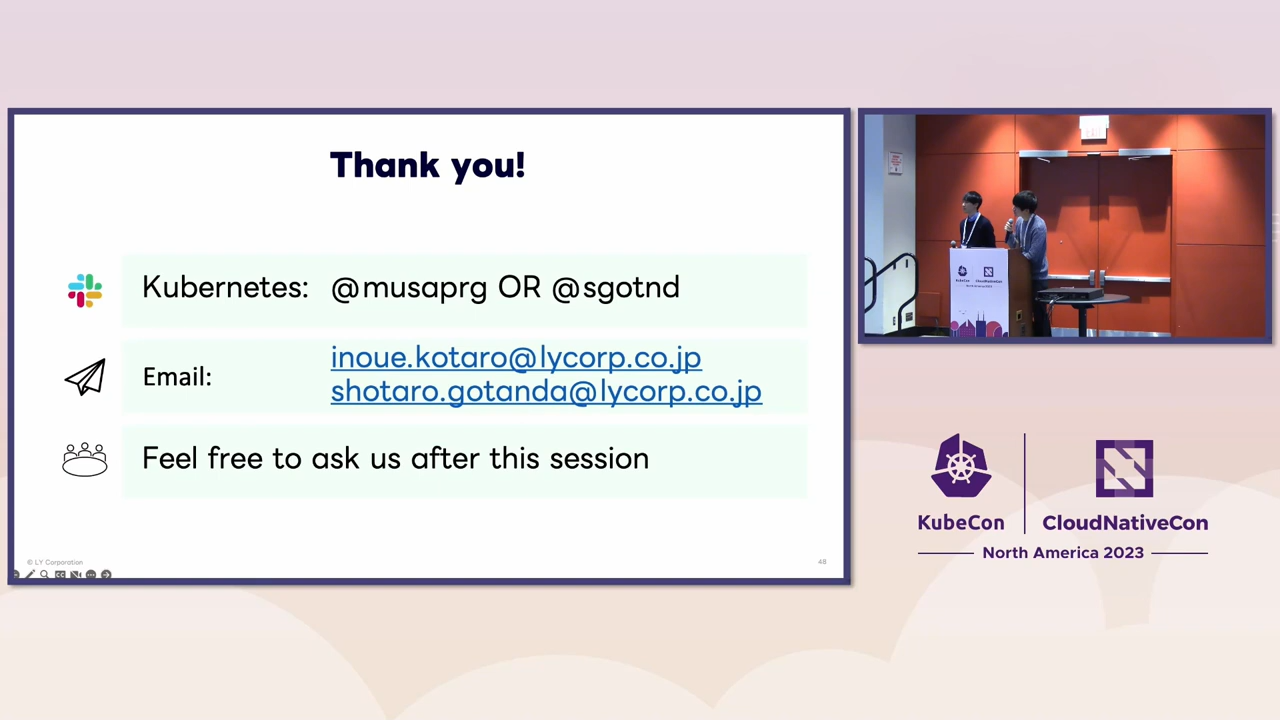 Thank you!
Kubernetes: @musaprg OR @sgotnd
Email:
inoue.kotaro@lycorp.co.jp
shotaro.gotanda@lycorp.co.jp
Feel free to ask us after this session
© LY Corporation
48
KubeCon
CloudNativeCon
North America 2023